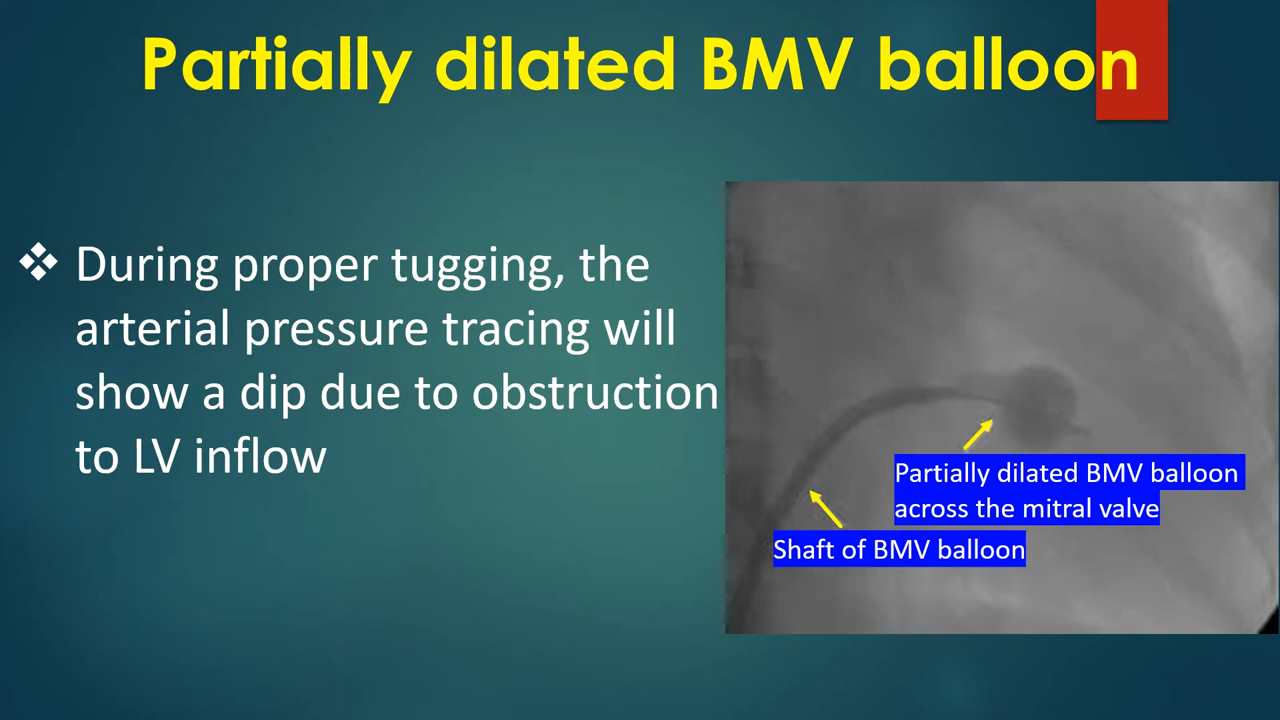 Partially dilated BMV balloon
During proper tugging, the
arterial pressure tracing will
show a dip due to obstruction
to LV inflow
Partially dilated BMV balloon
across the mitral valve
Shaft of BMV balloon